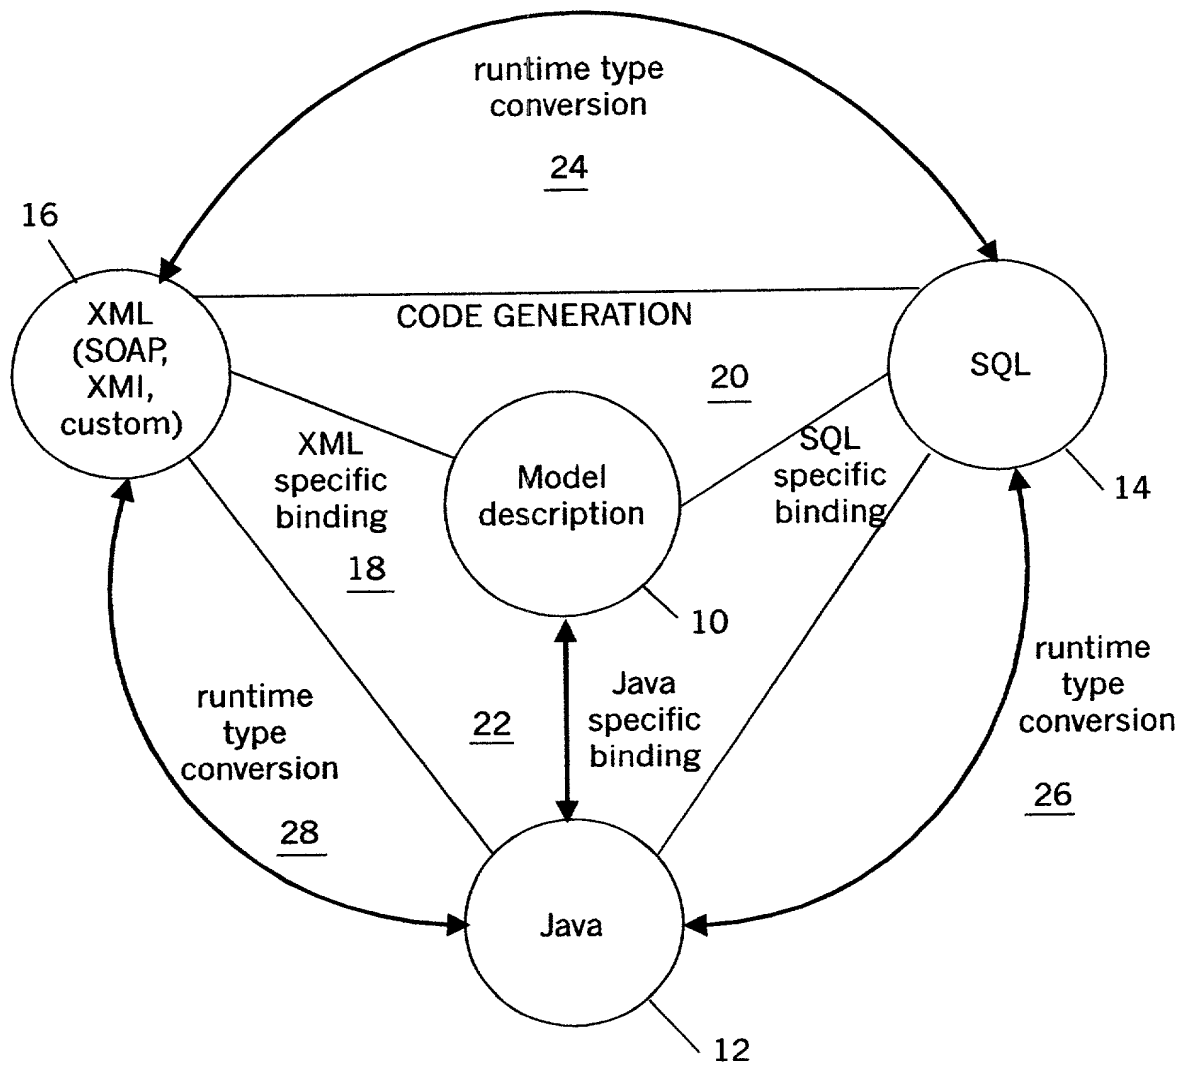 runtime type
conversion
24
16
XML
(SOAP,
XMI,
custom)
CODE GENERATION
SQL
20
XML
specific
binding
18
Model
description
SQL
specific
binding
14
10
runtime
type
conversion
28
22
Java
specific
binding
runtime
type
conversion
26
Java
12